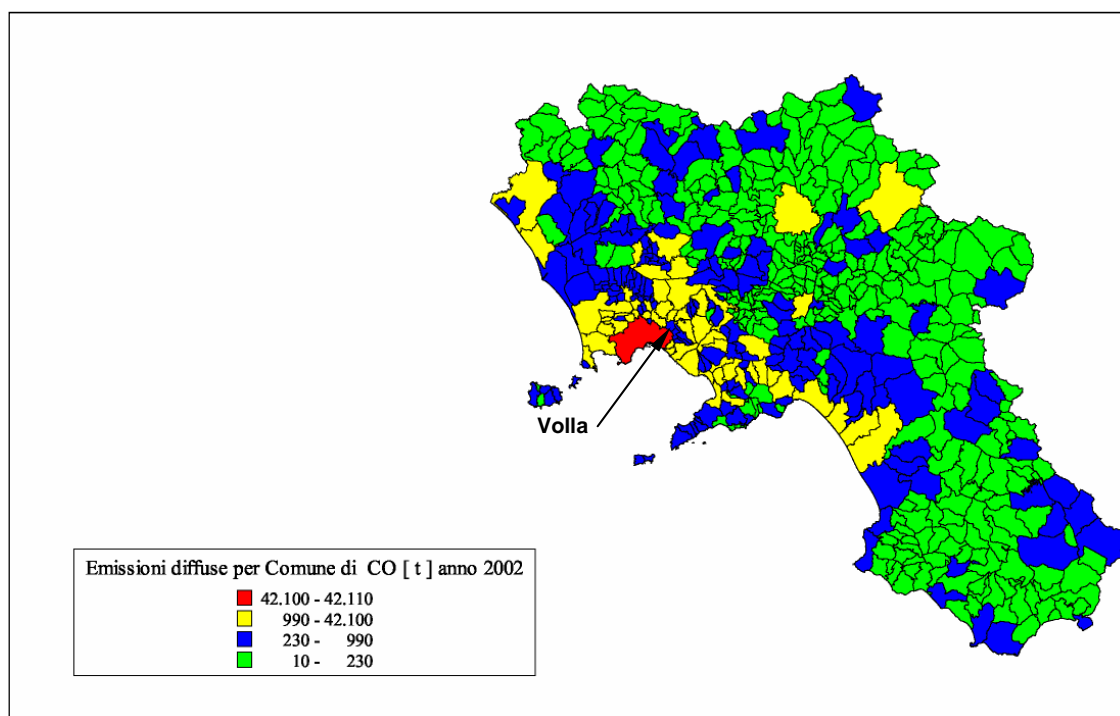 Volla
Emissioni diffuse per Comune di CO [ t ] anno 2002
42.100 - 42.110
990 - 42.100
230 - 990
10 - 230